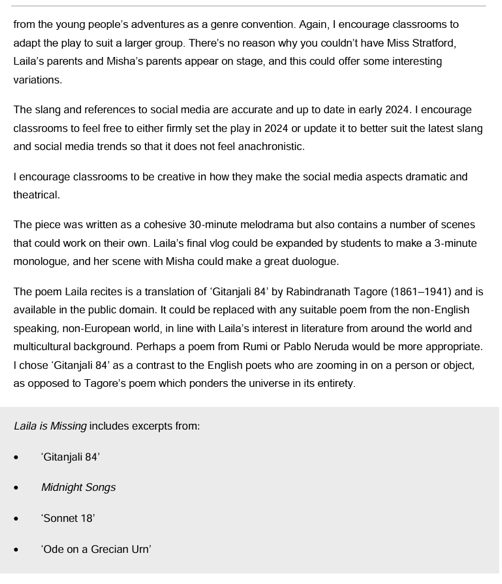 from the young people's adventures as a genre convention. Again, I encourage classrooms to
adapt the play to suit a larger group. There's no reason why you couldn't have Miss Stratford,
Laila's parents and Misha's parents appear on stage, and this could offer some interesting
variations.
The slang and references to social media are accurate and up to date in early 2024. I encourage
classrooms to feel free to either firmly set the play in 2024 or update it to better suit the latest slang
and social media trends so that it does not feel anachronistic.
I encourage classrooms to be creative in how they make the social media aspects dramatic and
theatrical.
The piece was written as a cohesive 30-minute melodrama but also contains a number of scenes
that could work on their own. Laila's final vlog could be expanded by students to make a 3-minute
monologue, and her scene with Misha could make a great duologue.
The poem Laila recites is a translation of 'Gitanjali 84' by Rabindranath Tagore (1861–1941) and is
available in the public domain. It could be replaced with any suitable poem from the non-English
speaking, non-European world, in line with Laila's interest in literature from around the world and
multicultural background. Perhaps a poem from Rumi or Pablo Neruda would be more appropriate.
I chose 'Gitanjali 84' as a contrast to the English poets who are zooming in on a person or object,
as opposed to Tagore's poem which ponders the universe in its entirety.
Laila is Missing includes excerpts from:
• 'Gitanjali 84'
• Midnight Songs
• 'Sonnet 18'
• 'Ode on a Grecian Urn'